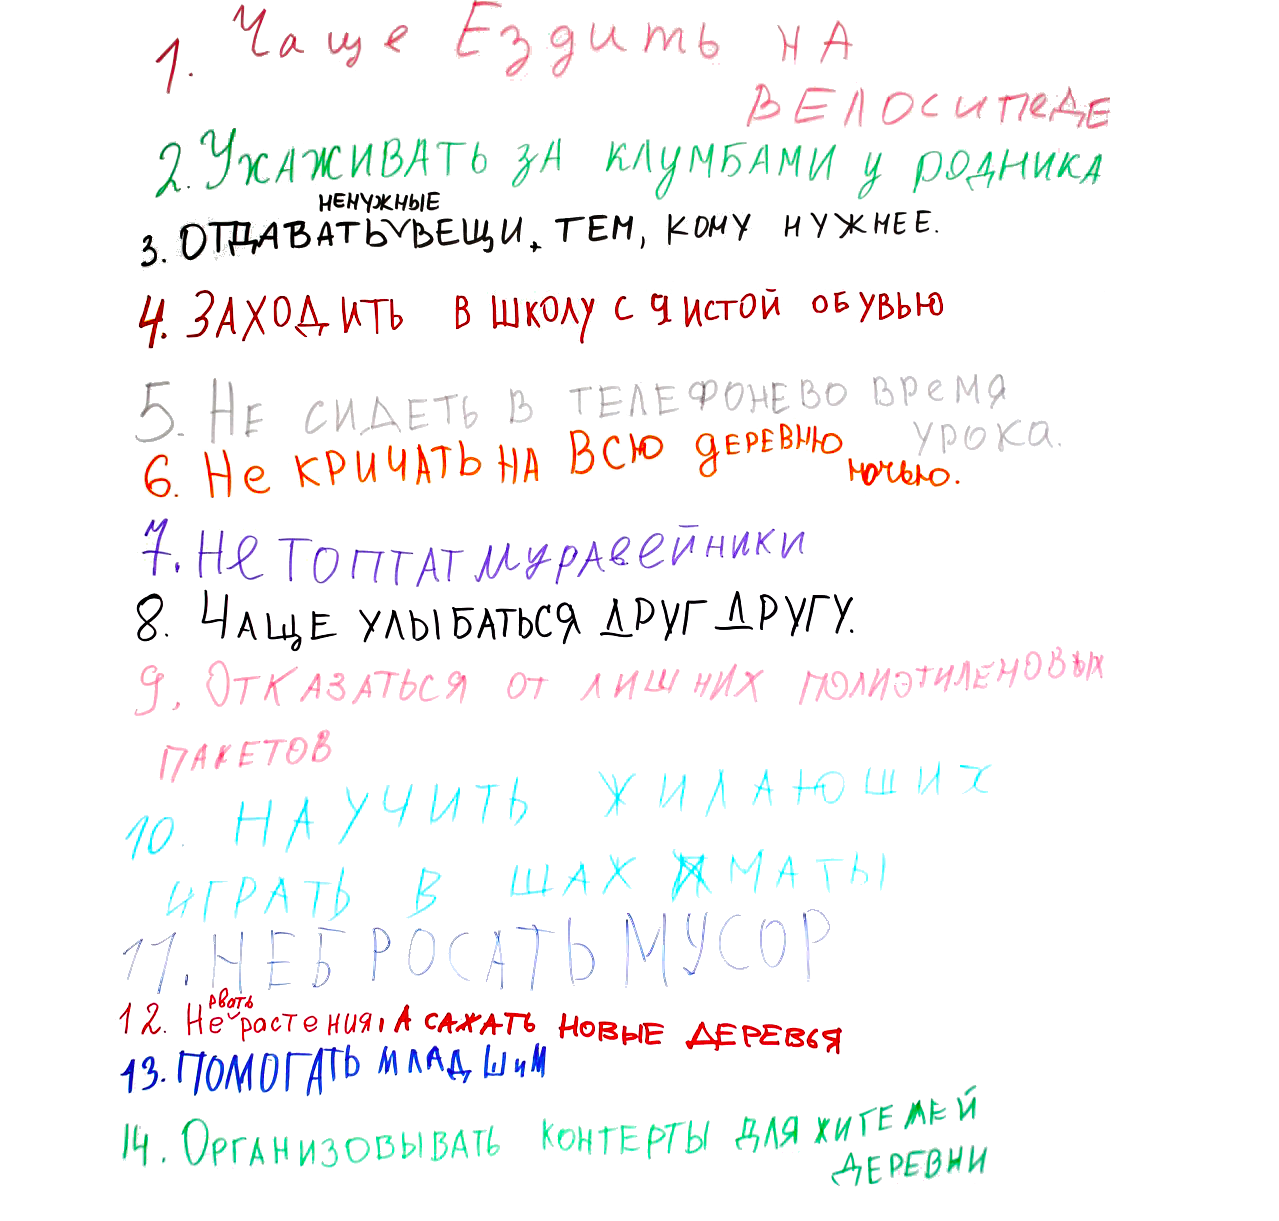 1. Чаще Ездить на
ВЕЛОСИПЕДЕ
2. Ухаживать за клумбами у родника
ненужные
3. ОТДАВАТЬ ВЕЩИ, ТЕМ, КОМУ НУЖНЕЕ.
4. ЗАХОДИТЬ В ШКОЛУ С ЧИСТОЙ ОБУВЬЮ
5. НЕ СИДЕТЬ В ТЕЛЕФОНЕ ВО ВРЕМЯ
УРОКА.
6. Не КРИЧАТЬ НА ВСЮ ДЕРЕВНЮ
ночью.
7. Не ТОПТАТ муравейники
8. ЧАЩЕ УЛЫБАТЬСЯ ДРУГ ДРУГУ.
9. ОТКАЗАТЬСЯ ОТ ЛИШНИХ ПОЛИЭТИЛЕНОВЫХ
ПАКЕТОВ
10. НАУЧИТЬ ЖИЛАЮЩИХ
ИГРАТЬ В ШАХМАТЫ
11. НЕ БРОСАТЬ МУСОР
рвать
12. Не растения, А САЖАТЬ НОВЫЕ ДЕРЕВЬЯ
13. ПОМОГАТЬ МЛАДШИМ
14. ОРГАНИЗОВЫВАТЬ КОНТЕРТЫ ДЛЯ ЖИТЕЛЕЙ
ДЕРЕВНИ